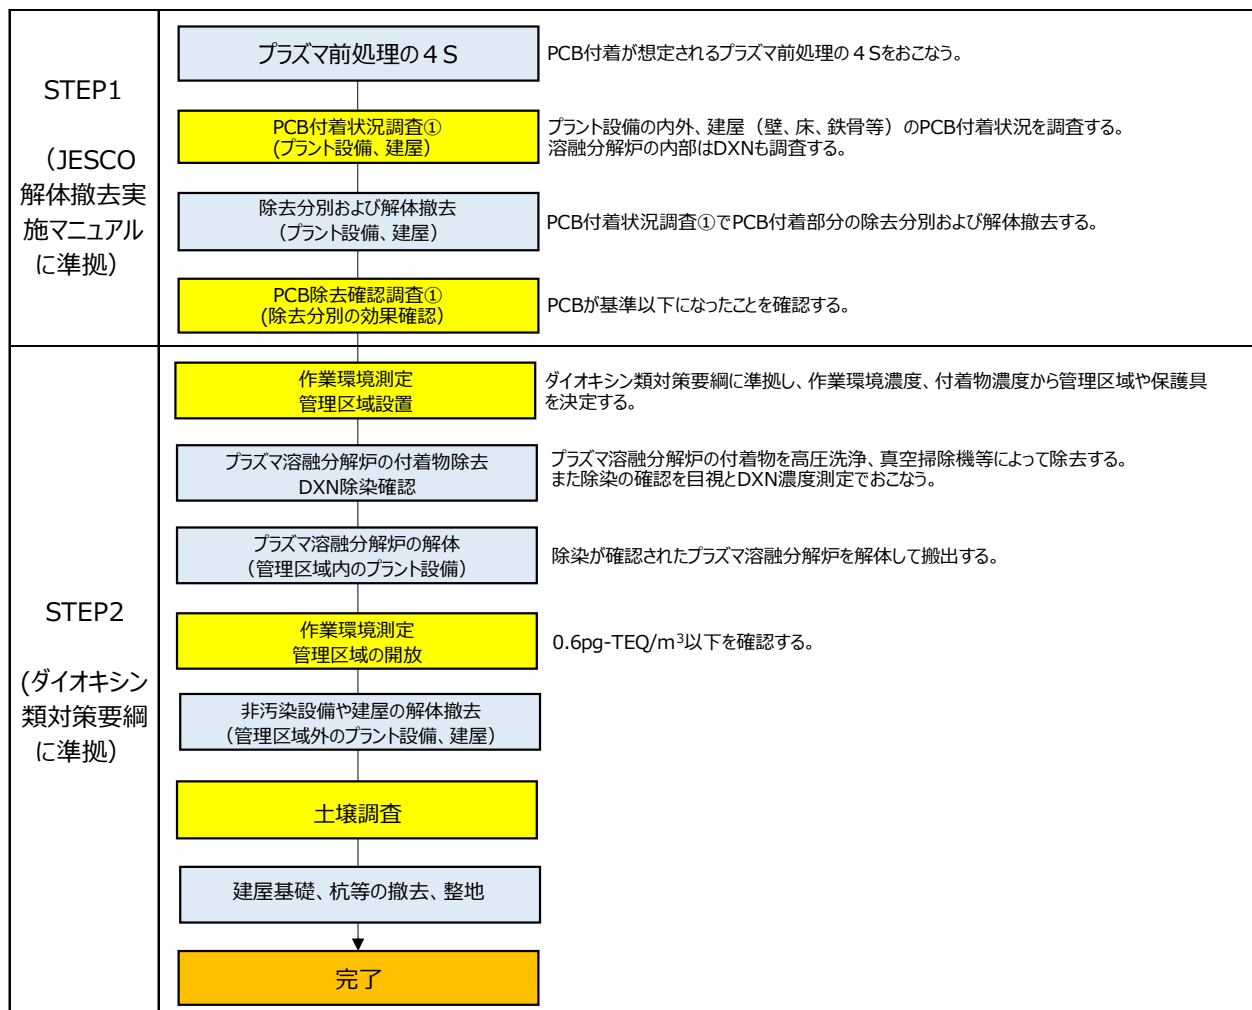 STEP1
（JESCO
解体撤去実
施マニュアル
に準拠）
プラズマ前処理の４S
PCB付着が想定されるプラズマ前処理の４Sをおこなう。
PCB付着状況調査①
(プラント設備、建屋）
プラント設備の内外、建屋（壁、床、鉄骨等）のPCB付着状況を調査する。
溶融分解炉の内部はDXNも調査する。
除去分別および解体撤去
(プラント設備、建屋）
PCB付着状況調査①でPCB付着部分の除去分別および解体撤去する。
PCB除去確認調査①
(除去分別の効果確認）
PCBが基準以下になったことを確認する。
STEP2
(ダイオキシン
類対策要綱
に準拠）
作業環境測定
管理区域設置
ダイオキシン類対策要綱に準拠し、作業環境濃度、付着物濃度から管理区域や保護具
を決定する。
プラズマ溶融分解炉の付着物除去
DXN除染確認
プラズマ溶融分解炉の付着物を高圧洗浄、真空掃除機等によって除去する。
また除染の確認を目視とDXN濃度測定でおこなう。
プラズマ溶融分解炉の解体
（管理区域内のプラント設備）
除染が確認されたプラズマ溶融分解炉を解体して搬出する。
作業環境測定
管理区域の開放
0.6pg-TEQ/m³以下を確認する。
非汚染設備や建屋の解体撤去
（管理区域外のプラント設備、建屋）
土壌調査
建屋基礎、杭等の撤去、整地
完了